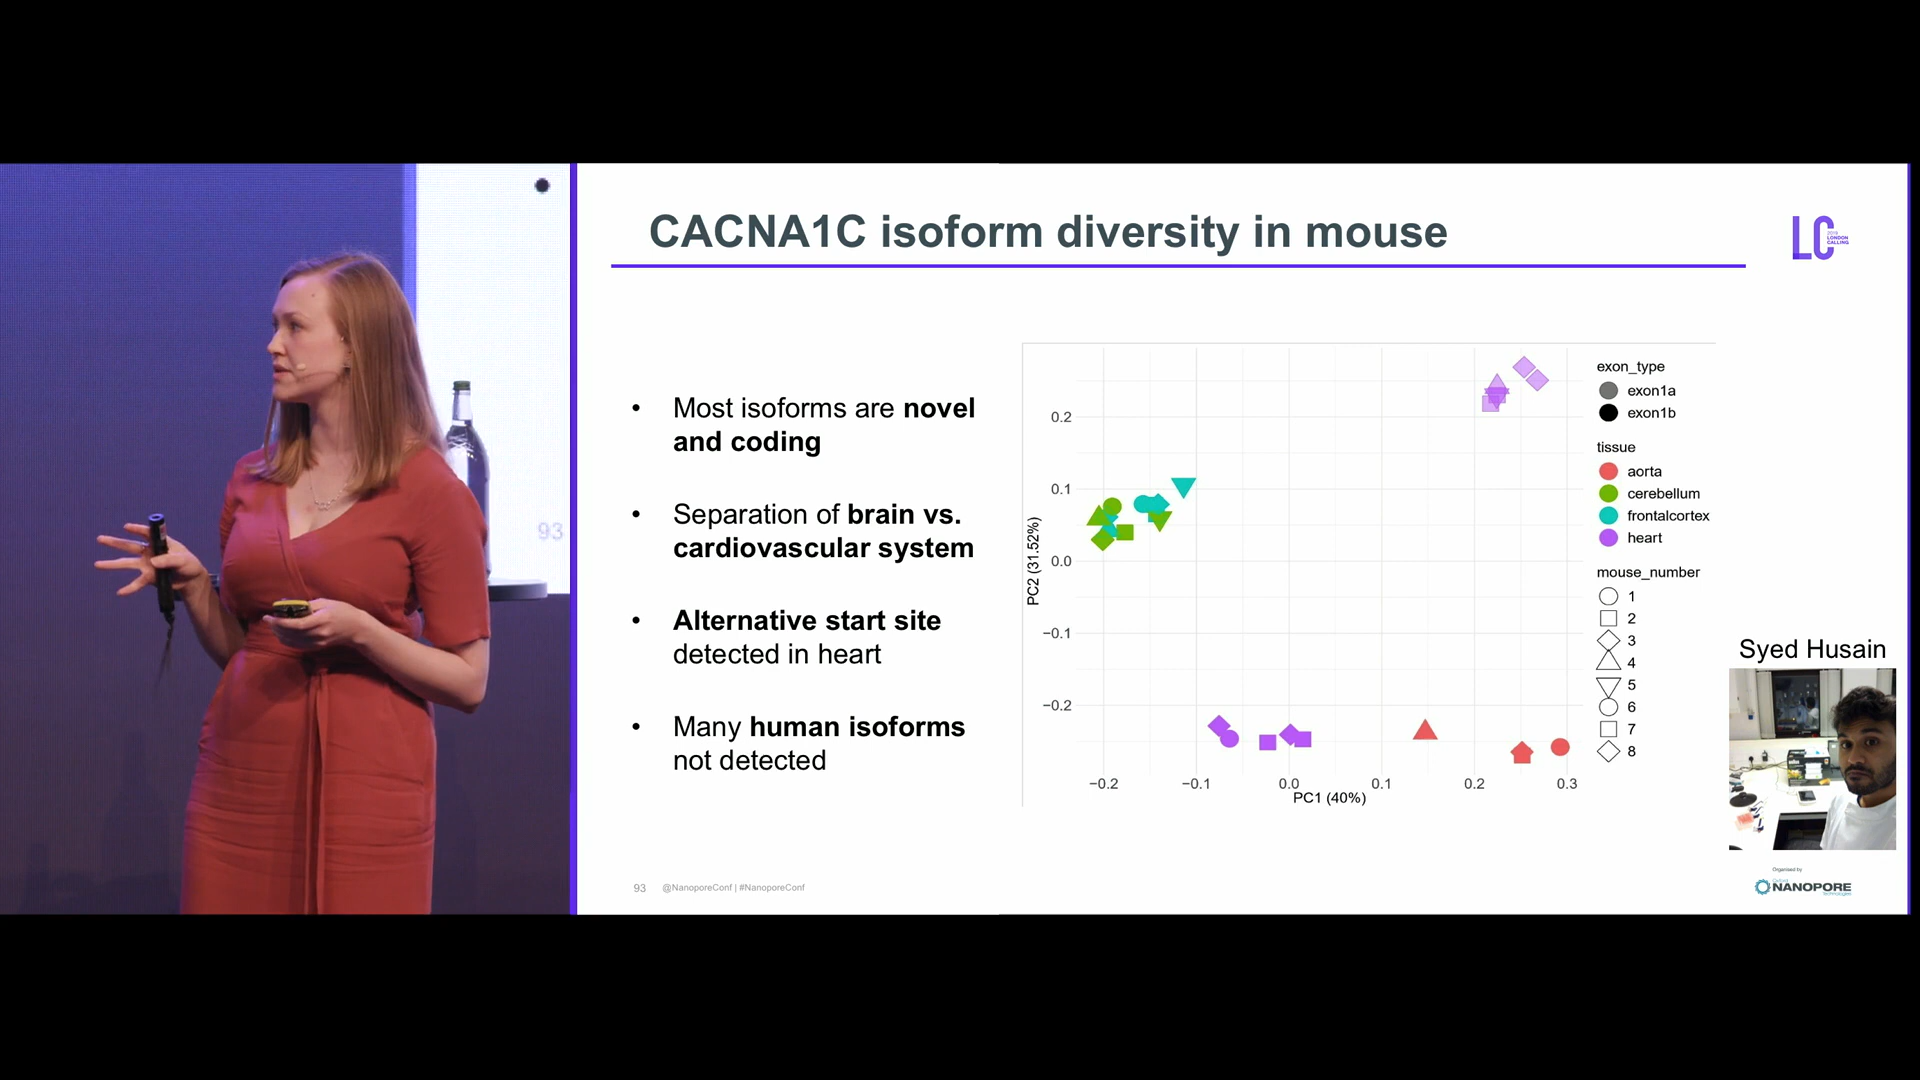 CACNA1C isoform diversity in mouse
LC
2019
LONDON
CALLING
• Most isoforms are novel
and coding
• Separation of brain vs.
cardiovascular system
• Alternative start site
detected in heart
• Many human isoforms
not detected
93
PC2 (31.52%)
0.2
0.1
0.0
−0.1
−0.2
−0.2 −0.1 0.0 0.1 0.2 0.3
PC1 (40%)
exon_type
exon1a
exon1b
tissue
aorta
cerebellum
frontalcortex
heart
mouse_number
1
2
3
4
5
6
7
8
Syed Husain
93 @NanoporeConf | #NanoporeConf
Organised by
Oxford
NANOPORE
Technologies